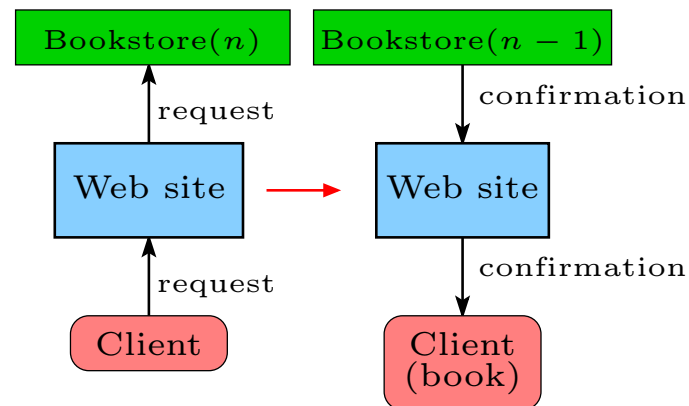 Bookstore(n)
request
Web site
request
Client
Bookstore(n − 1)
confirmation
Web site
confirmation
Client
(book)